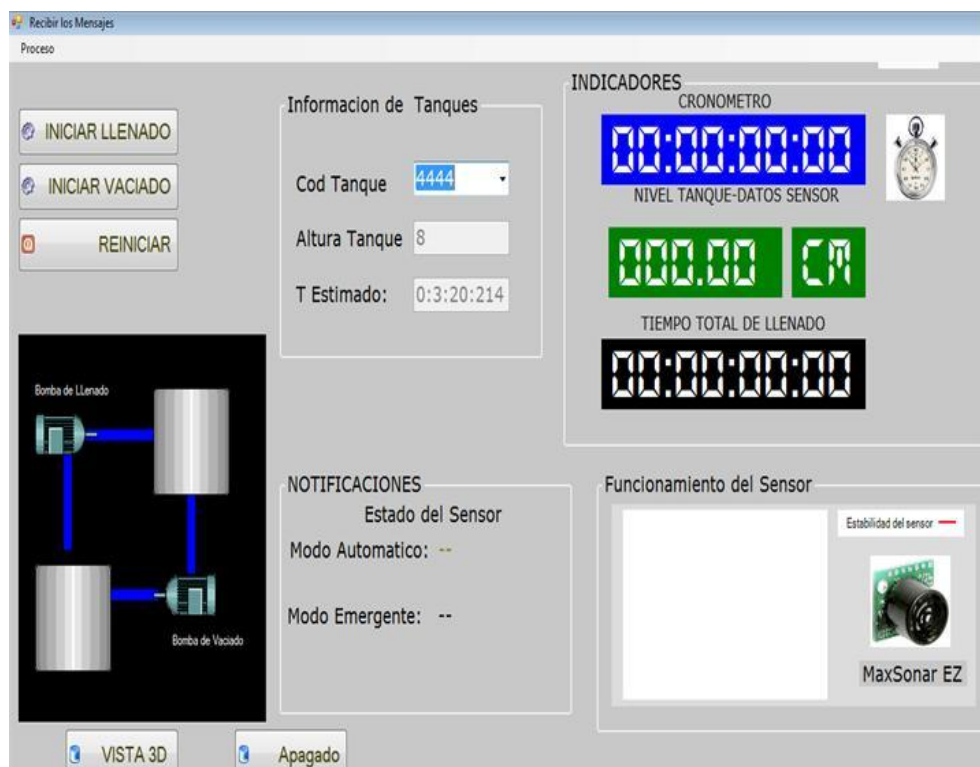 Recibir los Mensajes
Proceso
INICIAR LLENADO
INICIAR VACIADO
REINICIAR
Informacion de Tanques
Cod Tanque 4444
Altura Tanque 8
T Estimado: 0:3:20:214
INDICADORES
CRONOMETRO
00:00:00:00
NIVEL TANQUE-DATOS SENSOR
000.00 CM
TIEMPO TOTAL DE LLENADO
00:00:00:00
Bomba de LLenado
Bomba de Vaciado
NOTIFICACIONES
Estado del Sensor
Modo Automatico: --
Modo Emergente: --
Funcionamiento del Sensor
Estabilidad del sensor
MaxSonar EZ
VISTA 3D
Apagado